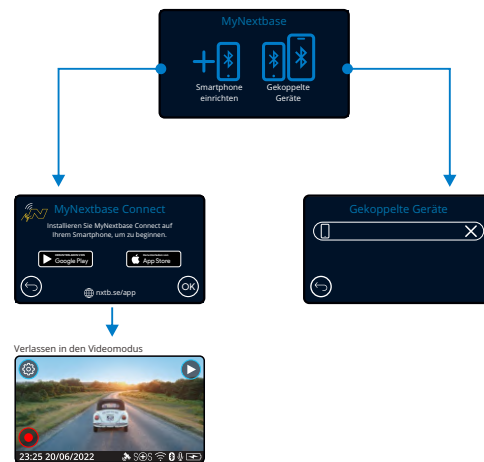 MyNextbase
Smartphone
einrichten
Gekoppelte
Geräte
MyNextbase Connect
Installieren Sie MyNextbase Connect auf
Ihrem Smartphone, um zu beginnen.
Google Play
App Store
OK
nxtb.se/app
Gekoppelte Geräte
Verlassen in den Videomodus
23:25 20/06/2022 SOS